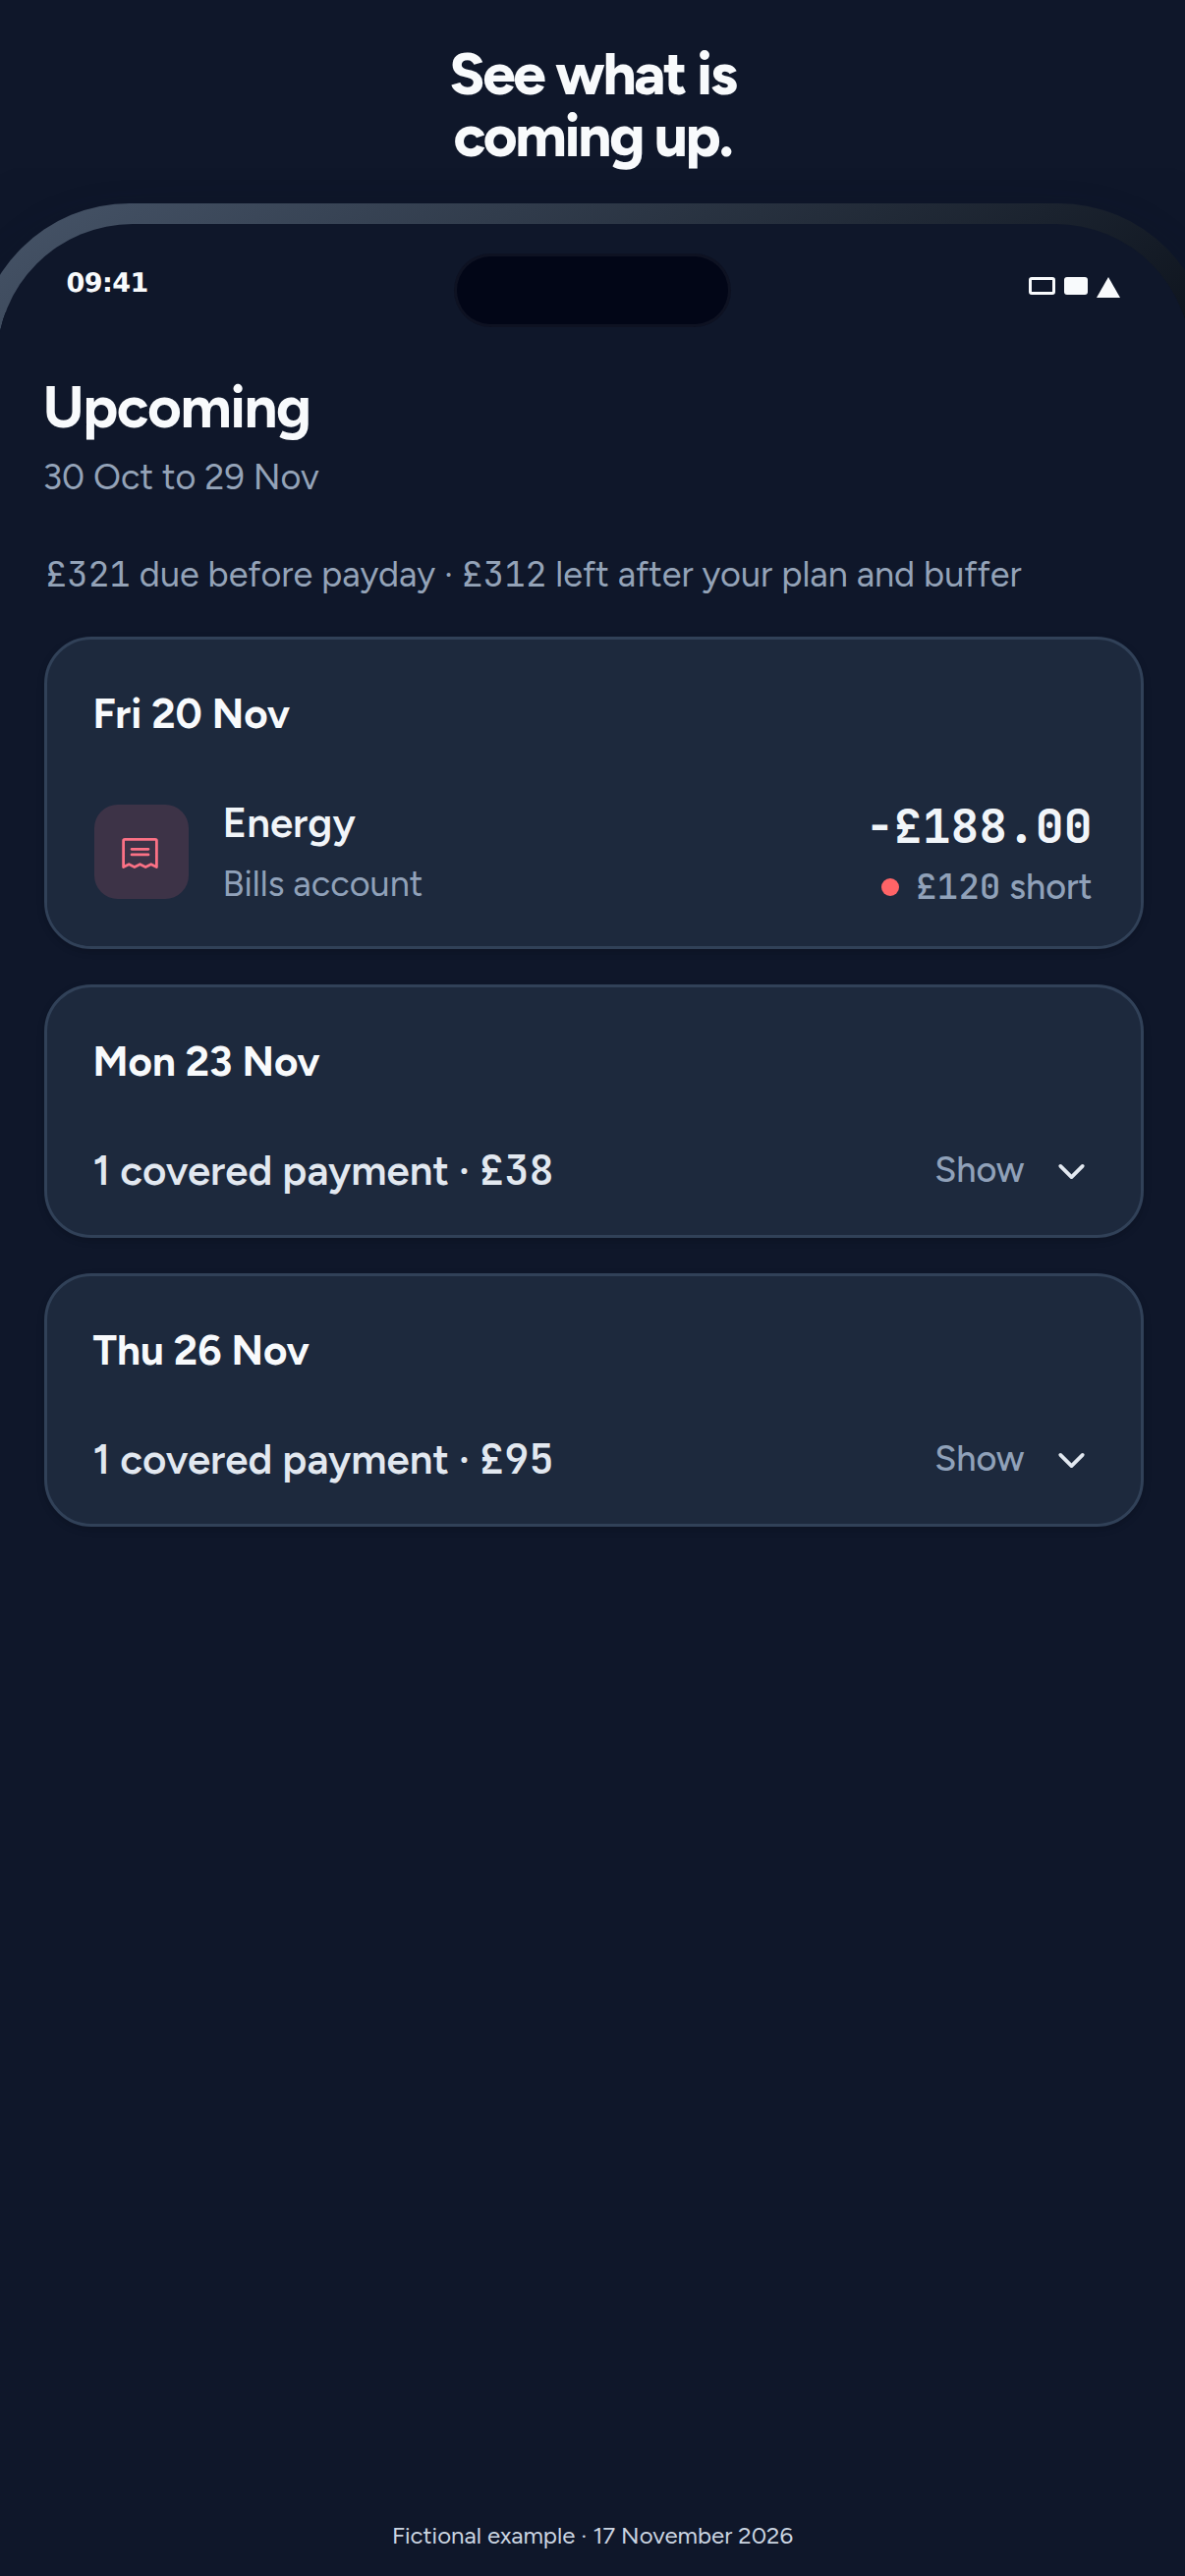 See what is
coming up.
09:41
Upcoming
30 Oct to 29 Nov
£321 due before payday · £312 left after your plan and buffer
Fri 20 Nov
Energy
-£188.00
Bills account
£120 short
Mon 23 Nov
1 covered payment · £38
Show
Thu 26 Nov
1 covered payment · £95
Show
Fictional example · 17 November 2026